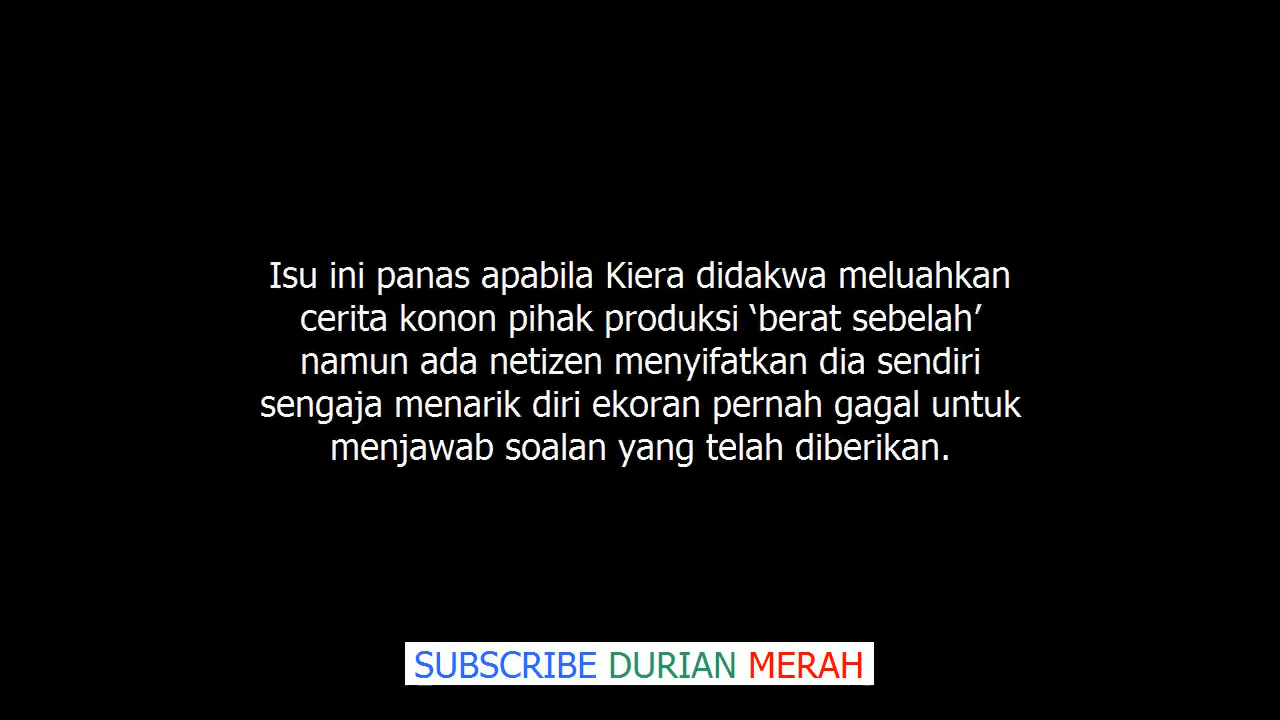 Isu ini panas apabila Kiera didakwa meluahkan
cerita konon pihak produksi ‘berat sebelah’
namun ada netizen menyifatkan dia sendiri
sengaja menarik diri ekoran pernah gagal untuk
menjawab soalan yang telah diberikan.
SUBSCRIBE DURIAN MERAH